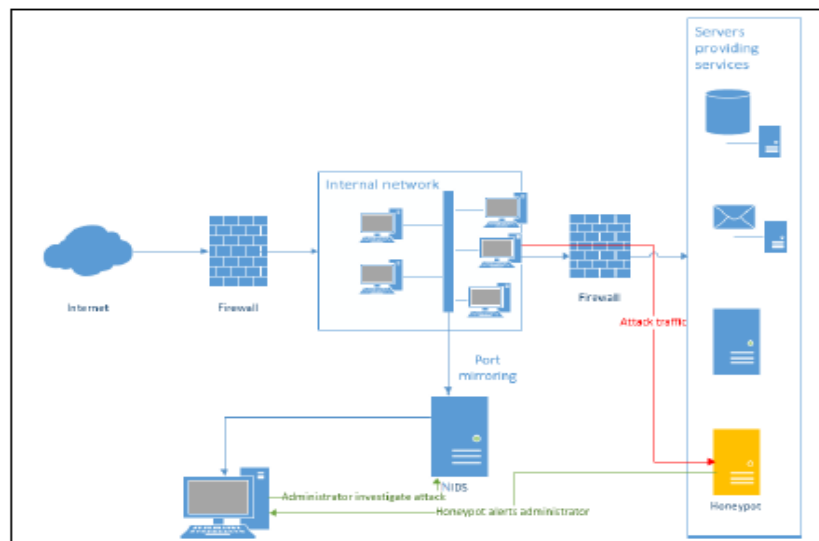 Servers
providing
services
Internal network
Internet
Firewall
Firewall
Attack traffic
Port
mirroring
NIDS
Administrator investigate attack
Honeypot alerts administrator
Honeypot